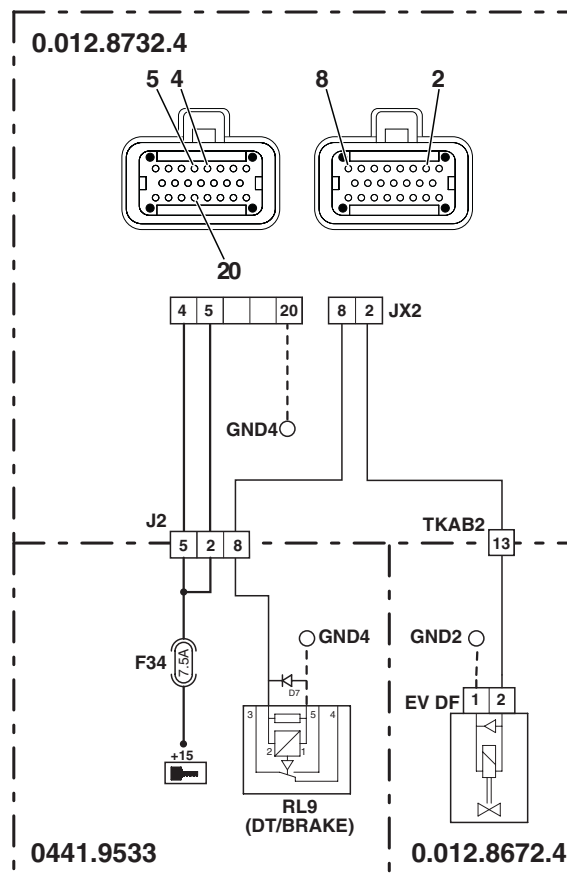 0.012.8732.4
5 4 8 2
20
4 5 20 8 2 JX2
GND4
J2 TKAB2
5 2 8 13
GND4 GND2
F34 7.5A
D7
EV DF 1 2
3 5 4
2 1
+15
RL9
(DT/BRAKE)
0441.9533 0.012.8672.4